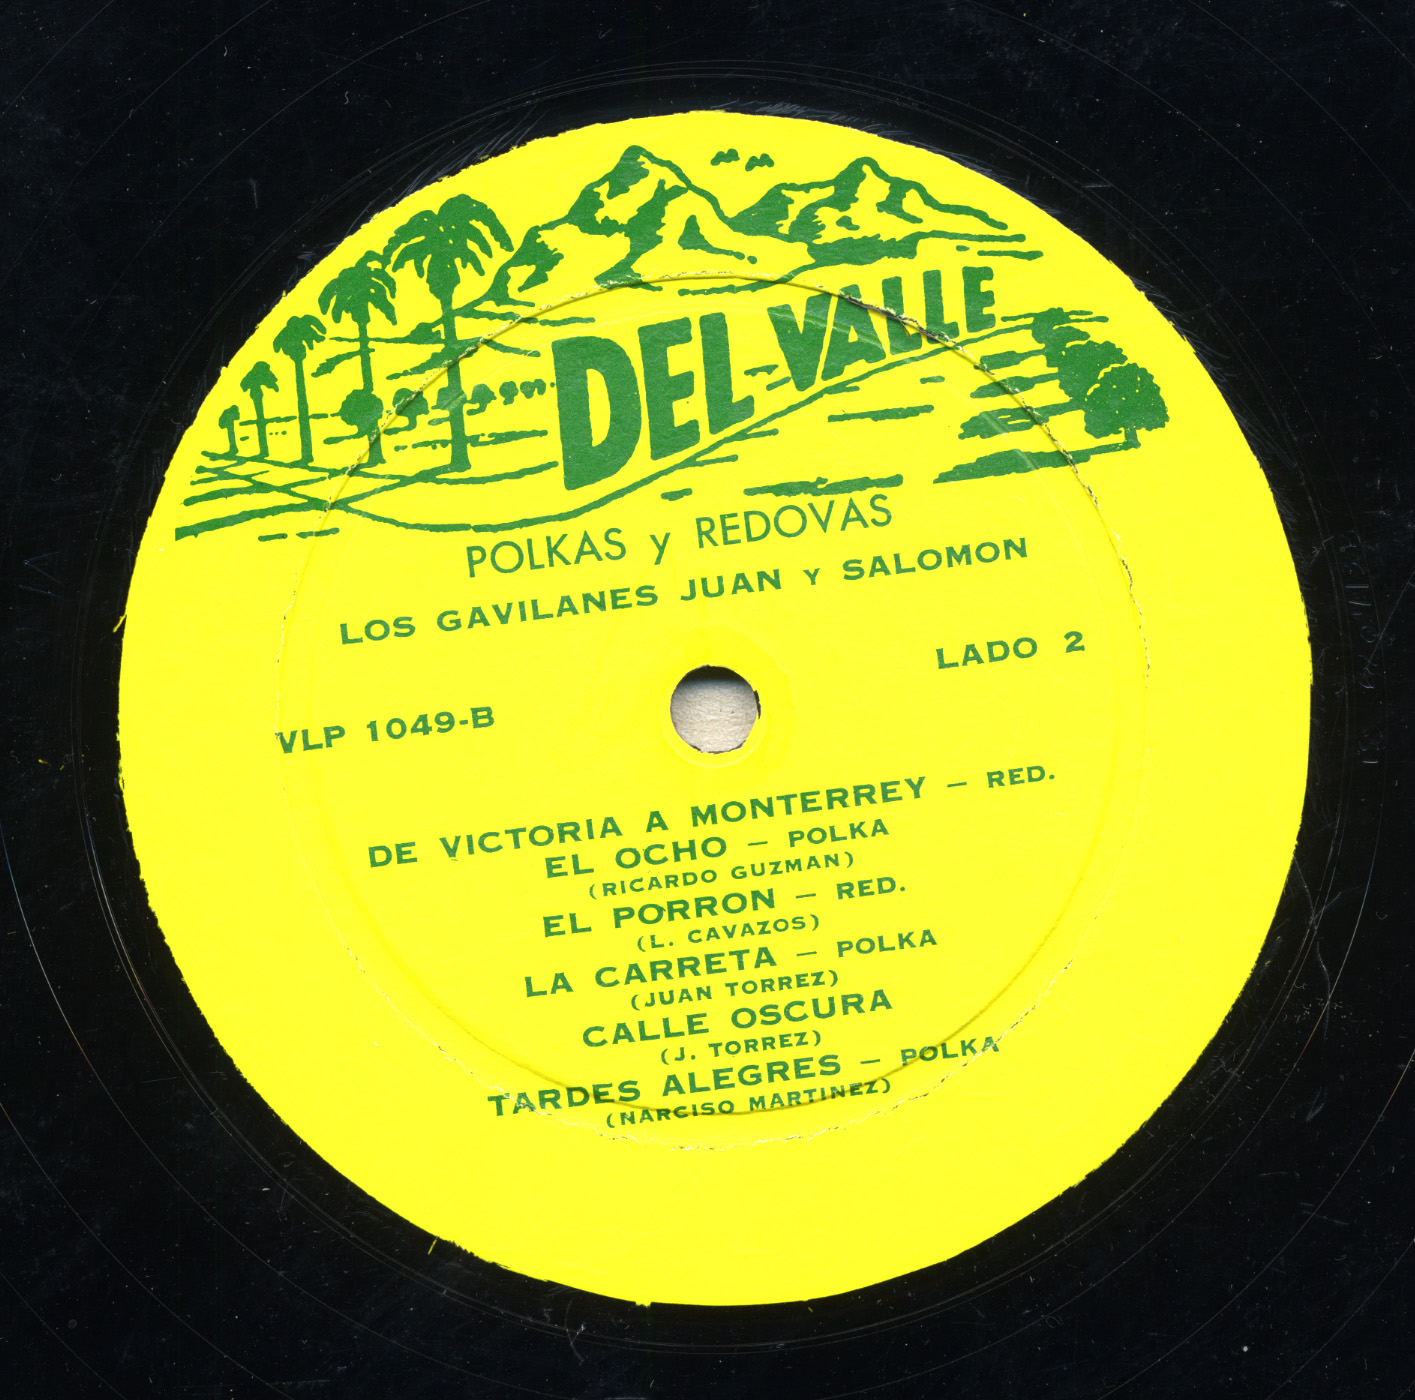 DEL VALLE
POLKAS y REDOVAS
LOS GAVILANES JUAN Y SALOMON
LADO 2
VLP 1049-B
DE VICTORIA A MONTERREY — RED.
EL OCHO — POLKA
(RICARDO GUZMAN)
EL PORRON — RED.
(L. CAVAZOS)
LA CARRETA — POLKA
(JUAN TORREZ)
CALLE OSCURA
(J. TORREZ)
TARDES ALEGRES — POLKA
(NARCISO MARTINEZ)